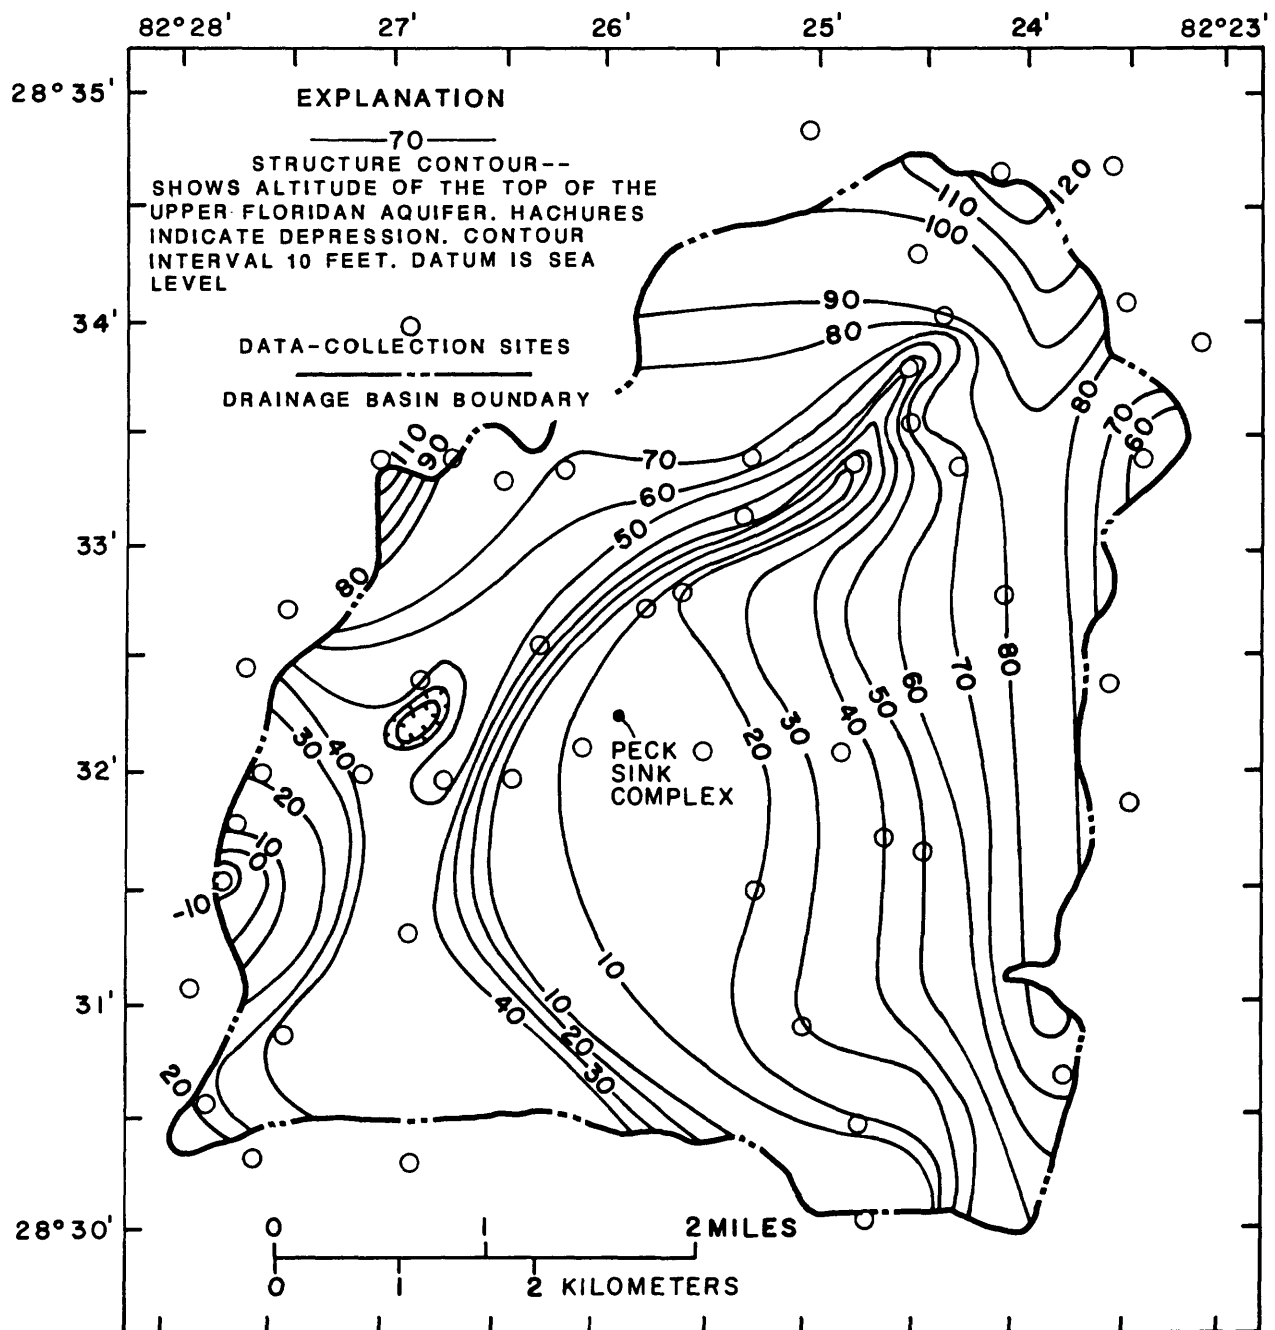 82°28' 27' 26' 25' 24' 82°23'
28°35'
EXPLANATION
70
STRUCTURE CONTOUR--
SHOWS ALTITUDE OF THE TOP OF THE
UPPER FLORIDAN AQUIFER. HACHURES
INDICATE DEPRESSION. CONTOUR
INTERVAL 10 FEET. DATUM IS SEA
LEVEL
120
110
100
90
34'
80
DATA-COLLECTION SITES
DRAINAGE BASIN BOUNDARY
80
70
60
110
90
70
60
50
33'
80
80
70
60
50
40
30
20
30
40
PECK
SINK
COMPLEX
32'
20
10
0
-10
10
31'
10
40
20
30
20
28°30'
0 1 2 MILES
0 1 2 KILOMETERS